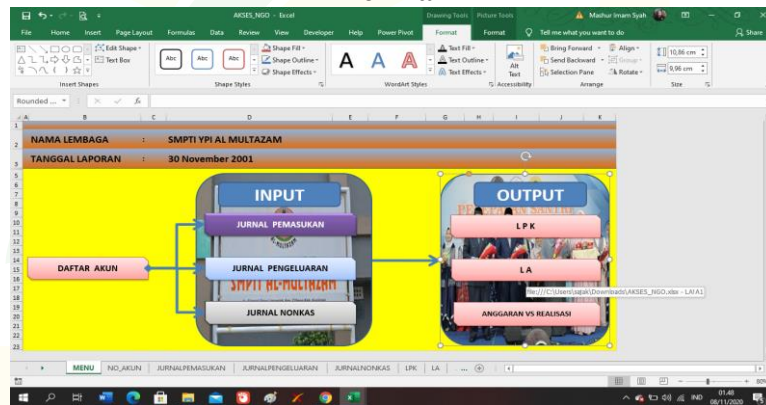 AKSES_NGO - Excel
Drawing Tools
Picture Tools
Mashur Imam Syah
File Home Insert Page Layout Formulas Data Review View Developer Help Power Pivot Format Format Tell me what you want to do
Share
Edit Shape
Text Box
Insert Shapes
Abc Abc Abc
Shape Fill
Shape Outline
Shape Effects
Shape Styles
A A A
WordArt Styles
Text Fill
Text Outline
Text Effects
Alt Text
Accessibility
Bring Forward
Send Backward
Selection Pane
Align
Group
Rotate
Arrange
10,86 cm
9,96 cm
Size
Rounded ...
fx
A B C D E F G H I J K
NAMA LEMBAGA : SMPTI YPI AL MULTAZAM
TANGGAL LAPORAN : 30 November 2001
INPUT
OUTPUT
JURNAL PEMASUKAN
L P K
DAFTAR AKUN
JURNAL PENGELUARAN
L A
SMPTI AL-MULTAZAM
file:///C:\Users\sajak\Downloads\AKSES_NGO.xlsx - LA!A1
JURNAL NONKAS
ANGGARAN VS REALISASI
MENU NO_AKUN JURNALPEMASUKAN JURNALPENGELUARAN JURNALNONKAS LPK LA ...
80%
IND
01.48
08/11/2020